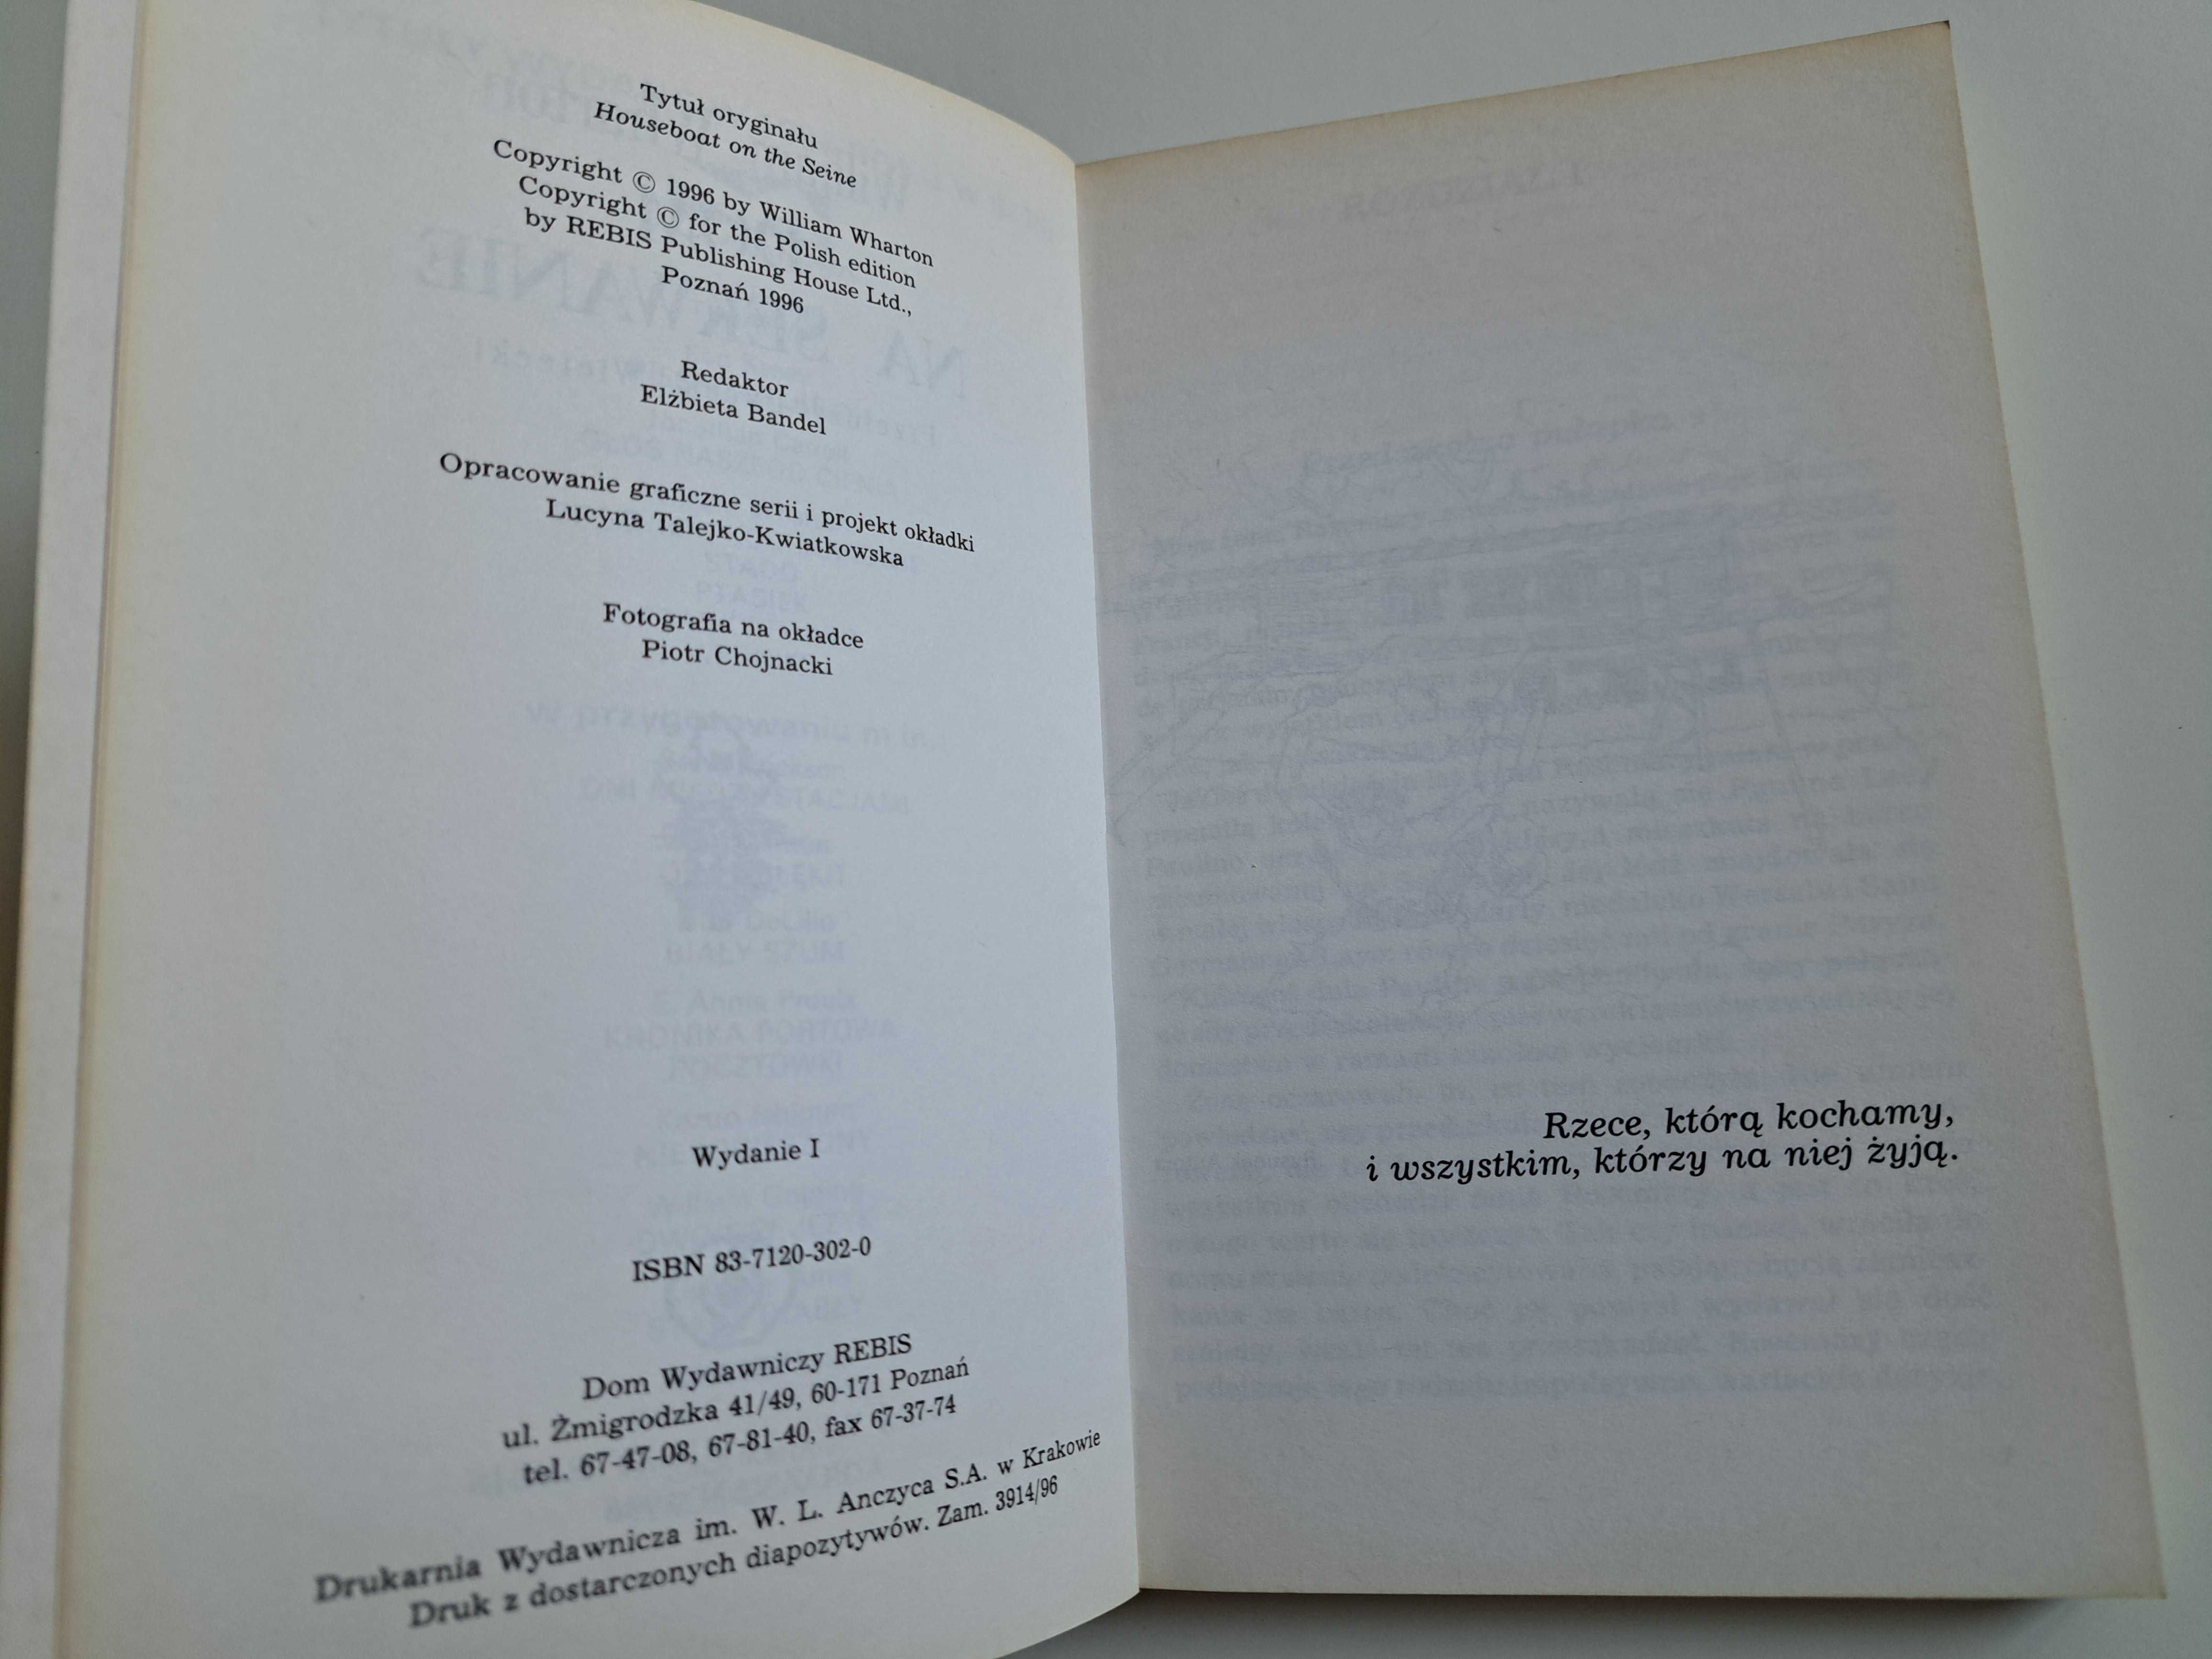 Tytuł oryginału
Houseboat on the Seine
Copyright © 1996 by William Wharton
Copyright © for the Polish edition
by REBIS Publishing House Ltd.,
Poznań 1996
Redaktor
Elżbieta Bandel
Opracowanie graficzne serii i projekt okładki
Lucyna Talejko-Kwiatkowska
Fotografia na okładce
Piotr Chojnacki
Wydanie I
ISBN 83-7120-302-0
Dom Wydawniczy REBIS
ul. Żmigrodzka 41/49, 60-171 Poznań
tel. 67-47-08, 67-81-40, fax 67-37-74
Drukarnia Wydawnicza im. W. L. Anczyca S.A. w Krakowie
Druk z dostarczonych diapozytywów. Zam. 3914/96
Rzece, którą kochamy,
i wszystkim, którzy na niej żyją.